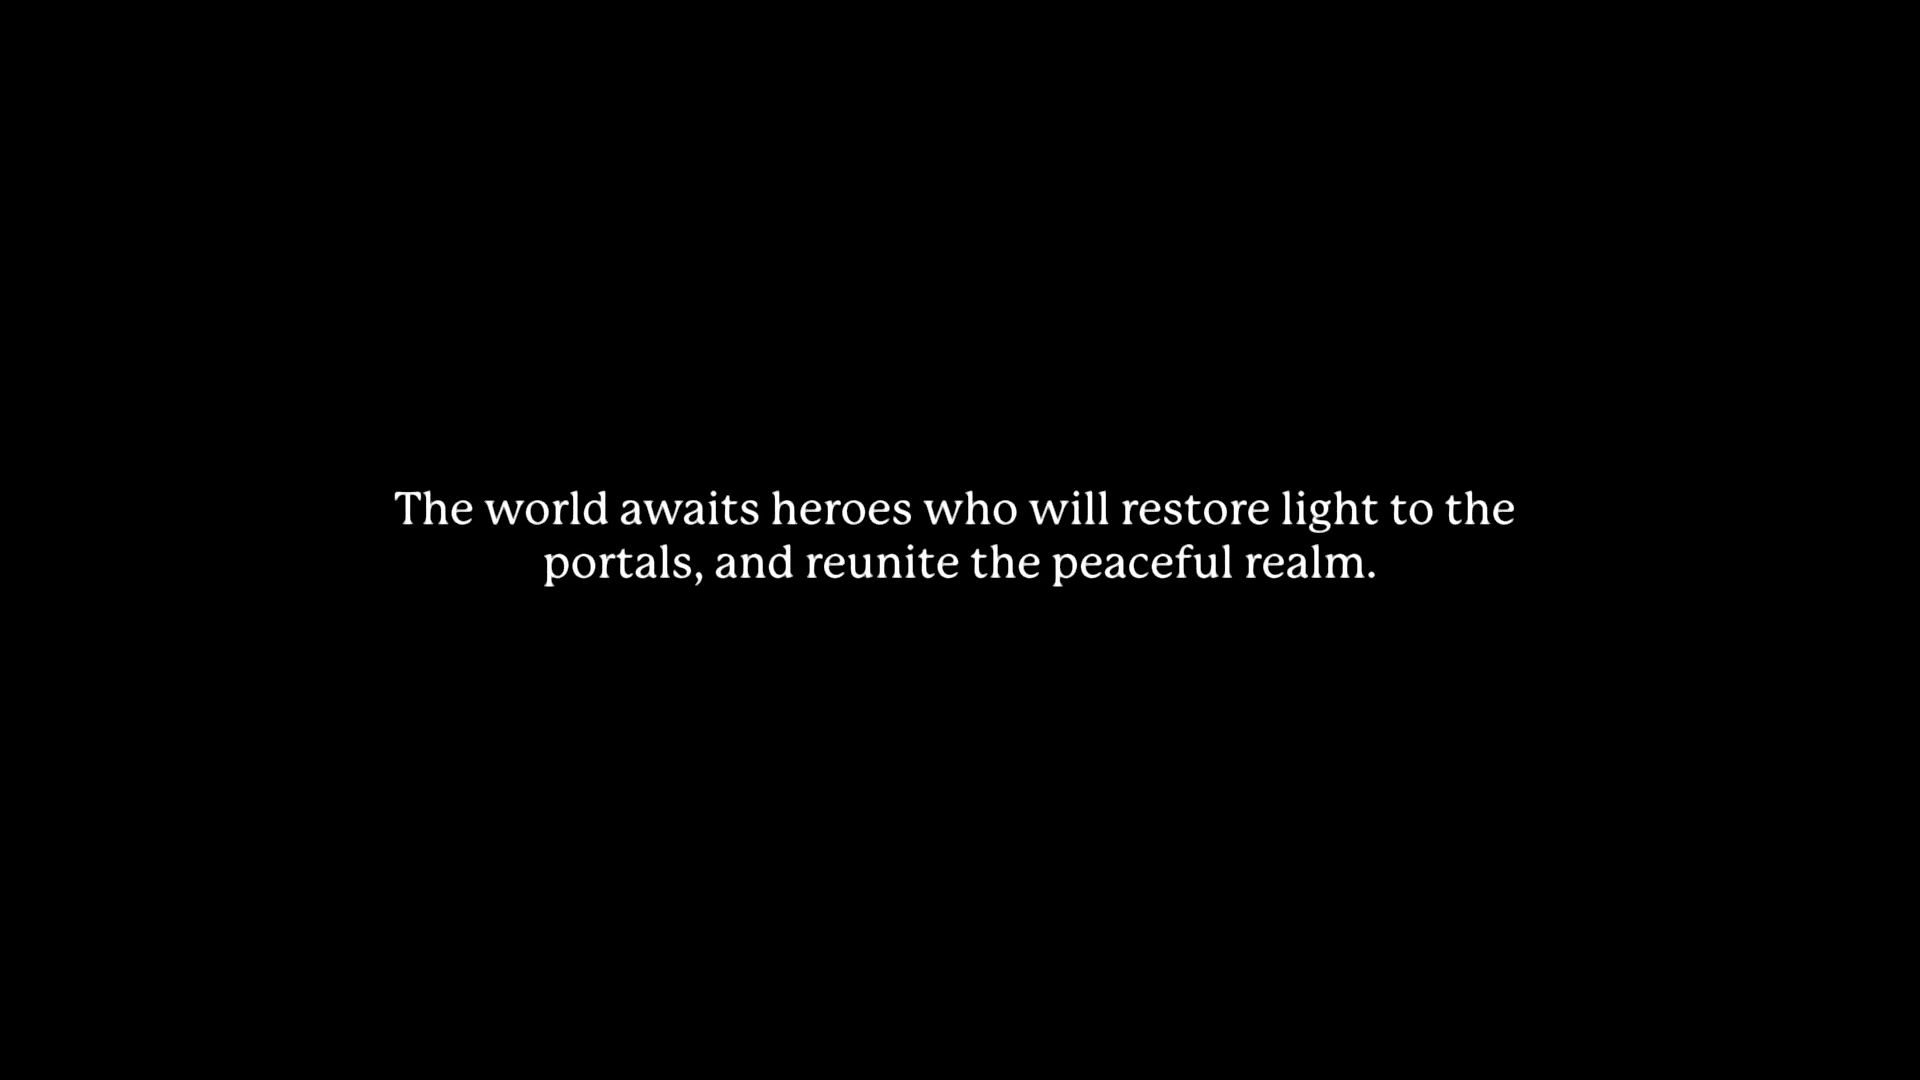 The world awaits heroes who will restore light to the
portals, and reunite the peaceful realm.